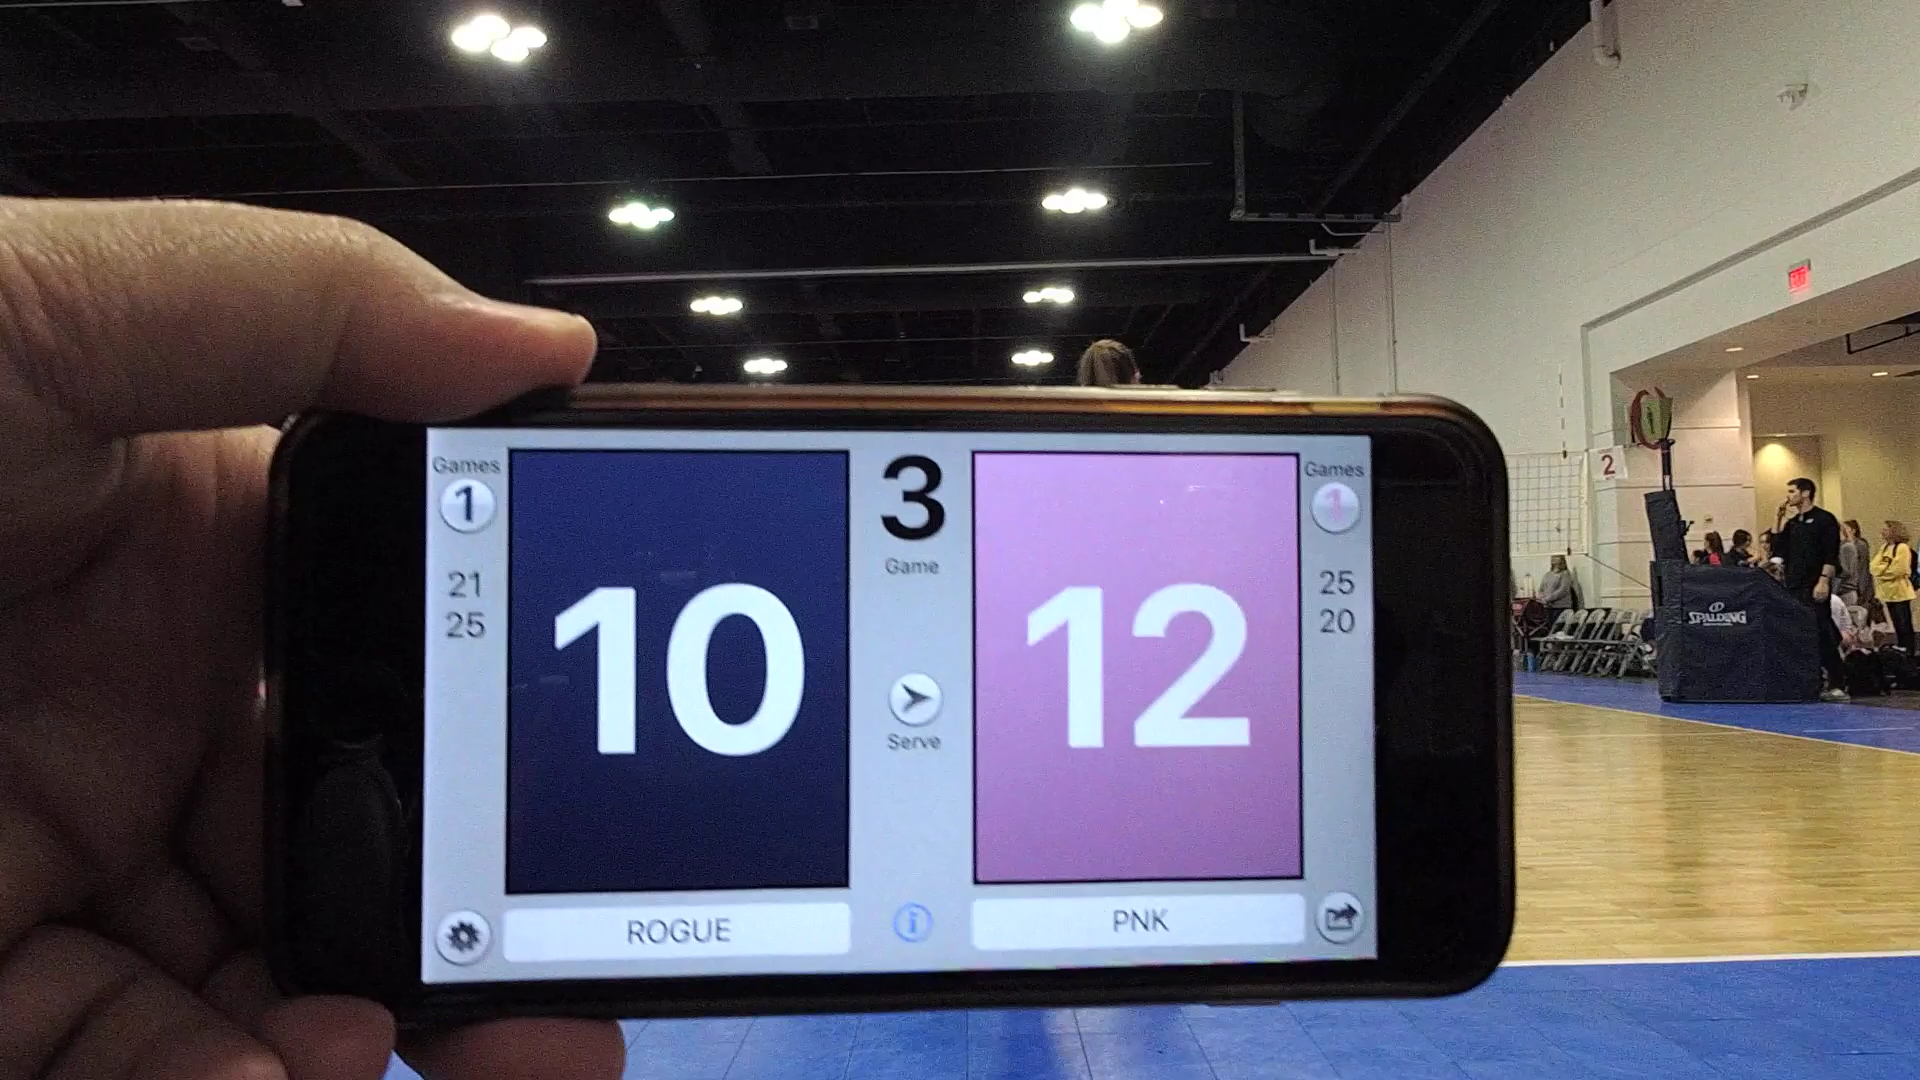 Games
1
21
25
10
ROGUE
3
Game
Serve
12
PNK
Games
1
25
20
2
SPALDING